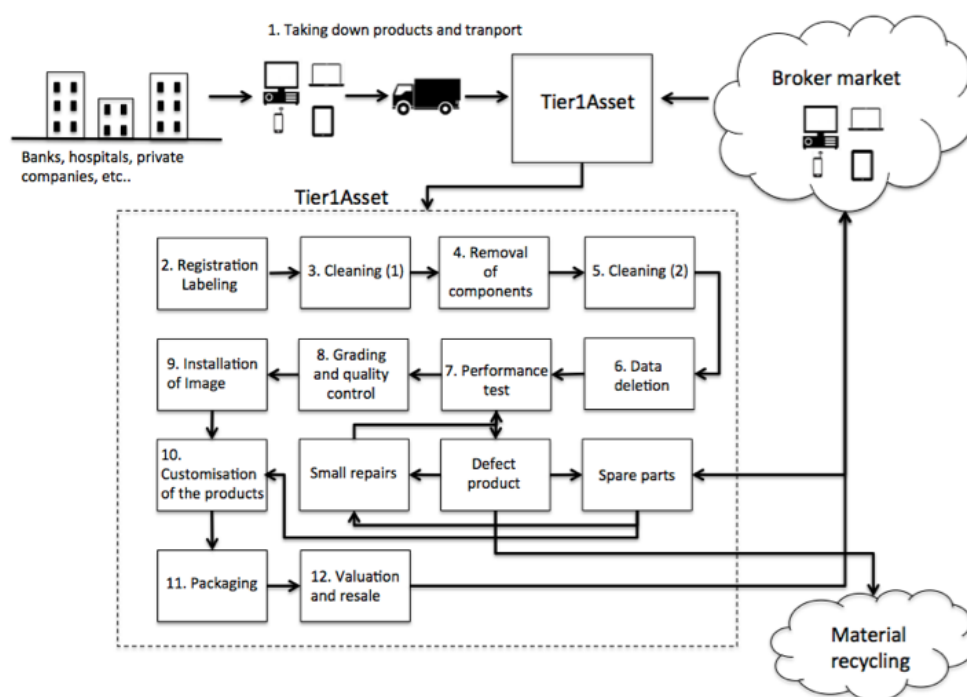 1. Taking down products and tranport
Tier1Asset
Broker market
Banks, hospitals, private
companies, etc..
Tier1Asset
2. Registration
Labeling
3. Cleaning (1)
4. Removal
of
components
5. Cleaning (2)
9. Installation
of Image
8. Grading
and quality
control
7. Performance
test
6. Data
deletion
10.
Customisation
of the products
Small repairs
Defect
product
Spare parts
11. Packaging
12. Valuation
and resale
Material
recycling